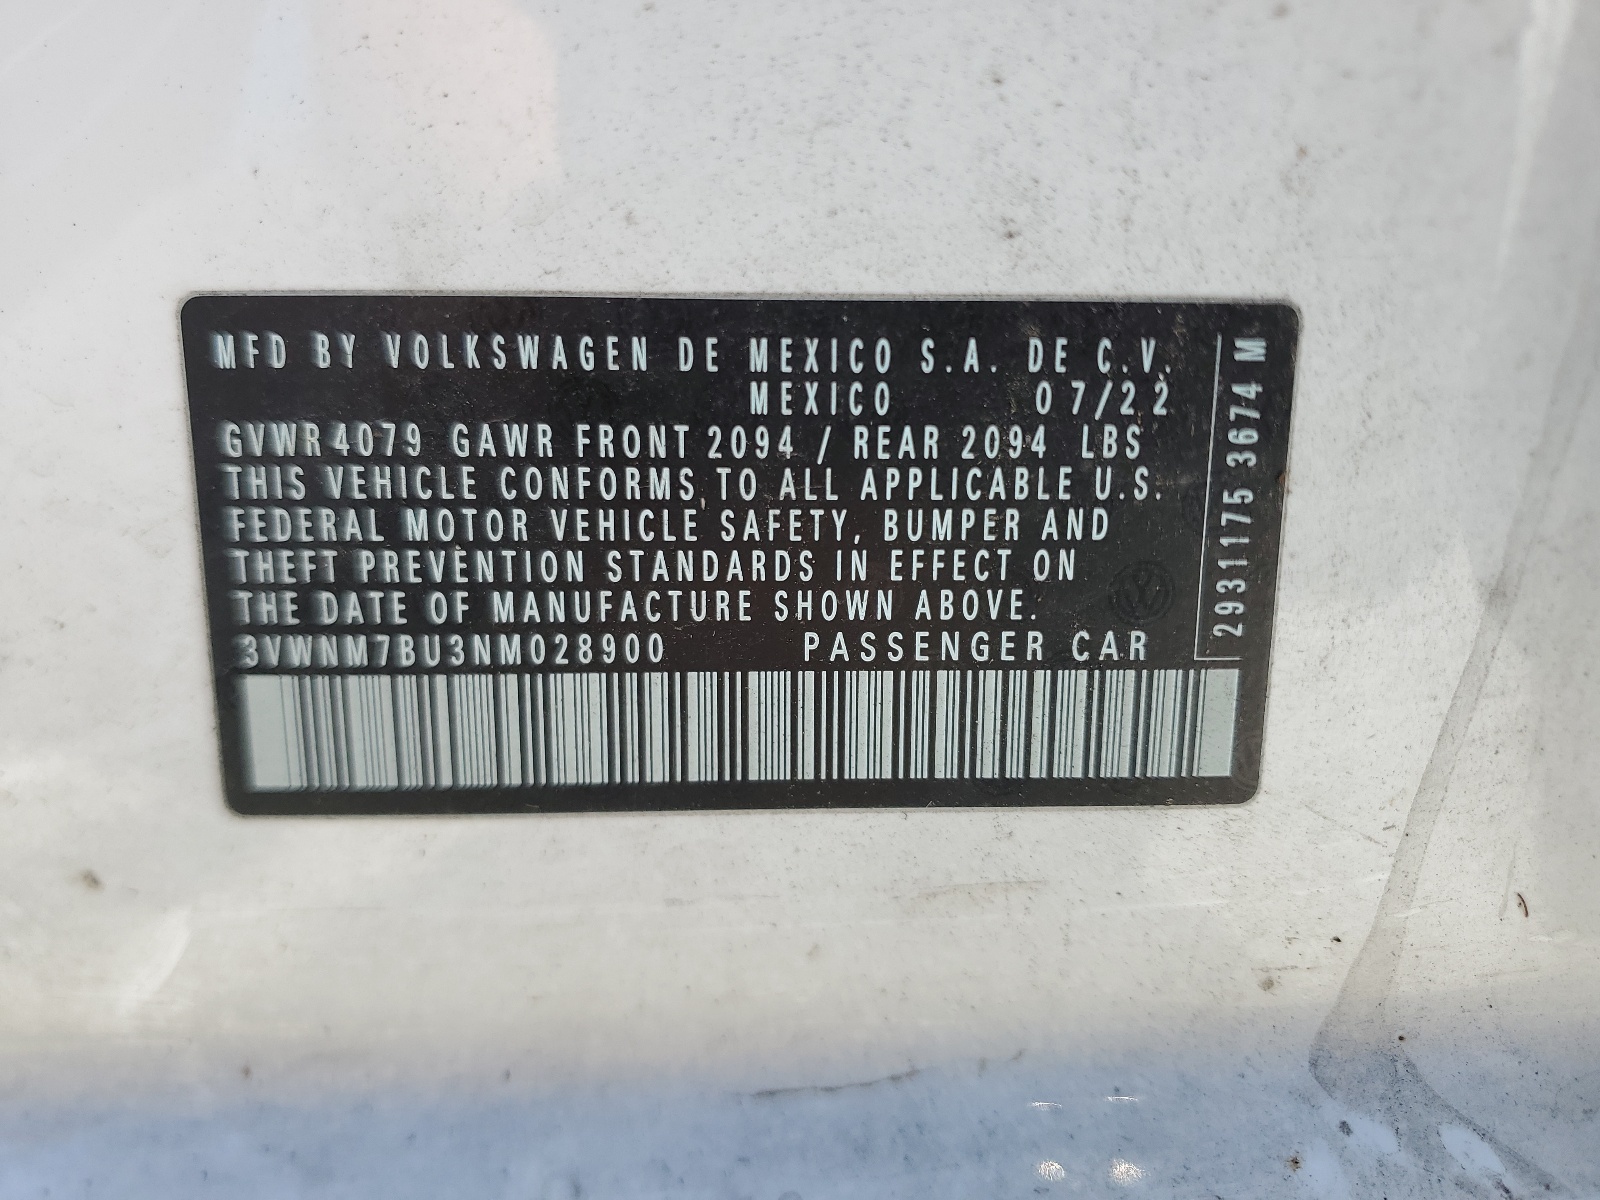 MFD BY VOLKSWAGEN DE MEXICO S.A. DE C.V.
MEXICO 07/22
GVWR 4079 GAWR FRONT 2094 / REAR 2094 LBS
THIS VEHICLE CONFORMS TO ALL APPLICABLE U.S.
FEDERAL MOTOR VEHICLE SAFETY, BUMPER AND
THEFT PREVENTION STANDARDS IN EFFECT ON
THE DATE OF MANUFACTURE SHOWN ABOVE.
3VWNM7BU3NM028900 PASSENGER CAR
2931175 3674 M